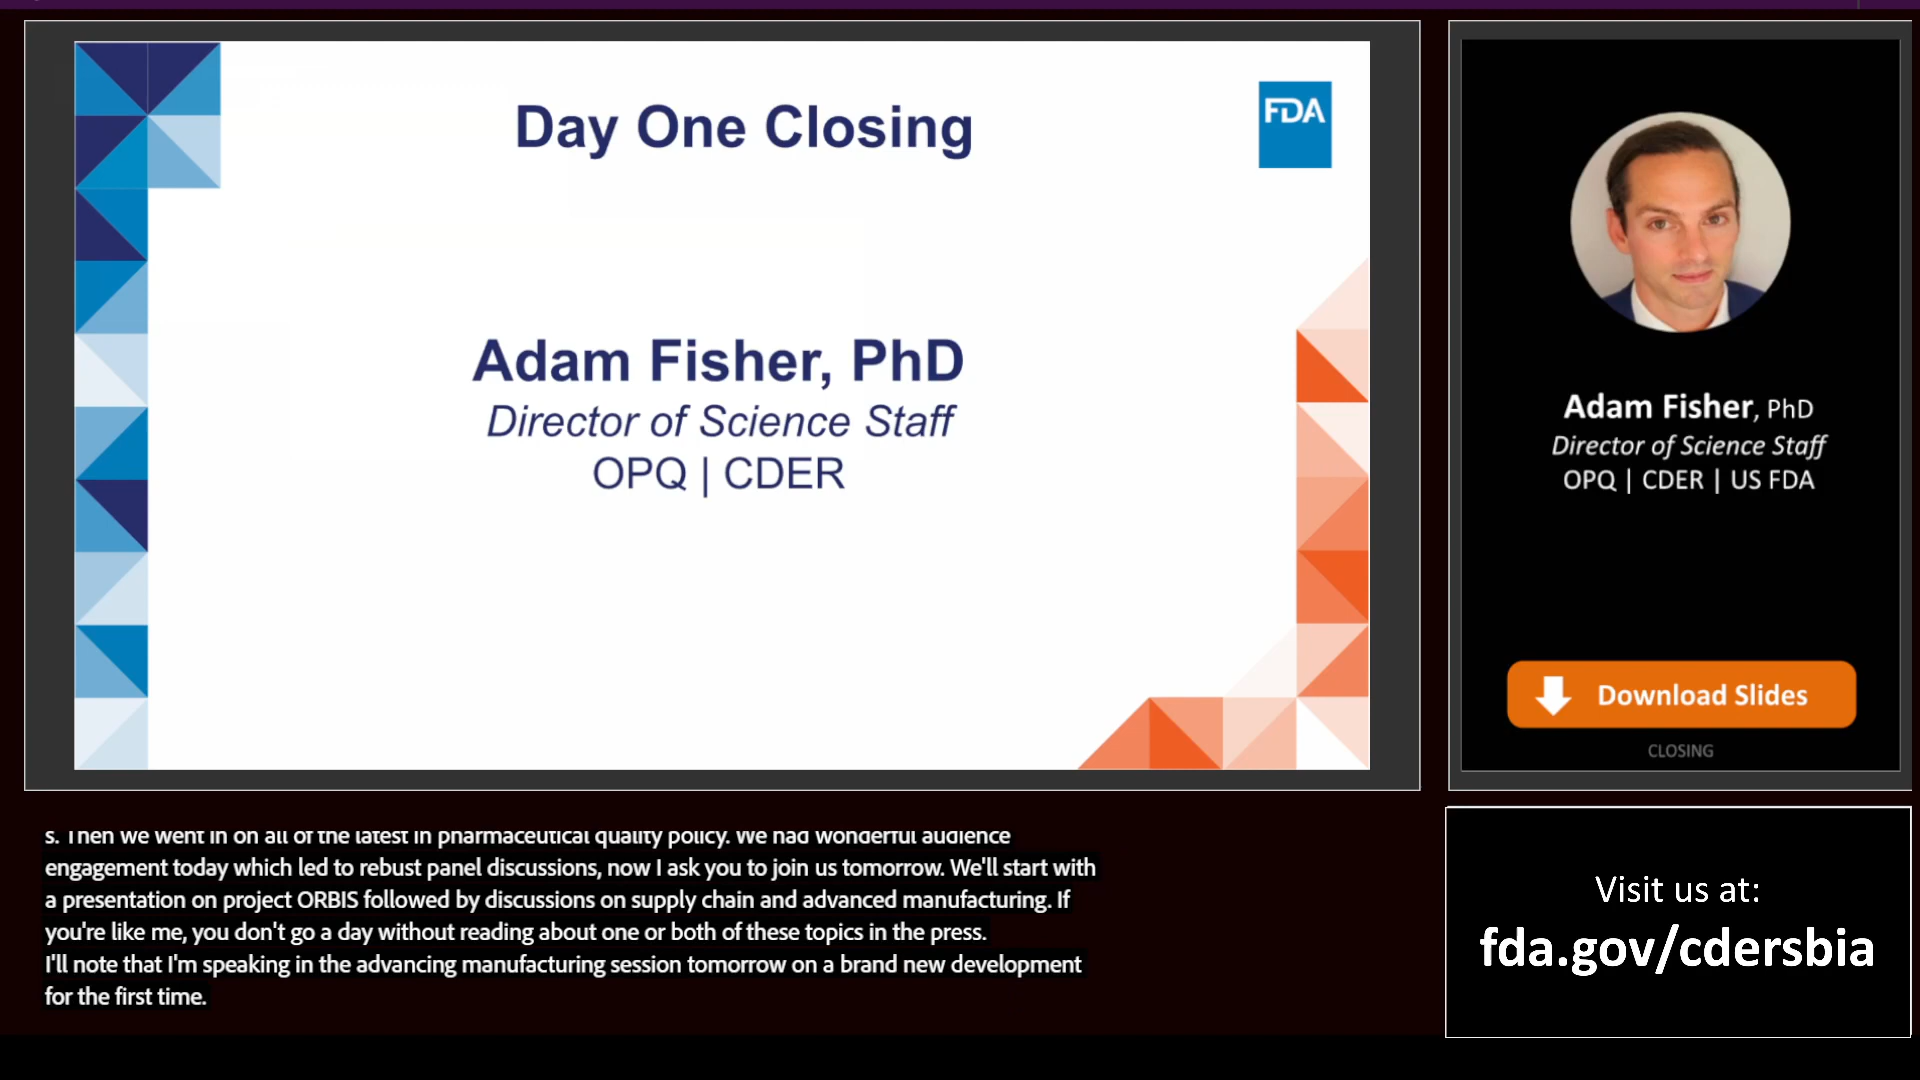 Day One Closing
FDA
Adam Fisher, PhD
Director of Science Staff
OPQ | CDER
Adam Fisher, PhD
Director of Science Staff
OPQ | CDER | US FDA
Download Slides
CLOSING
s. Then we went in on all of the latest in pharmaceutical quality policy. We had wonderful audience
engagement today which led to rebust panel discussions, now I ask you to join us tomorrow. We'll start with
a presentation on project ORBIS followed by discussions on supply chain and advanced manufacturing. If
you're like me, you don't go a day without reading about one or both of these topics in the press.
I'll note that I'm speaking in the advancing manufacturing session tomorrow on a brand new development
for the first time.
Visit us at:
fda.gov/cdersbia